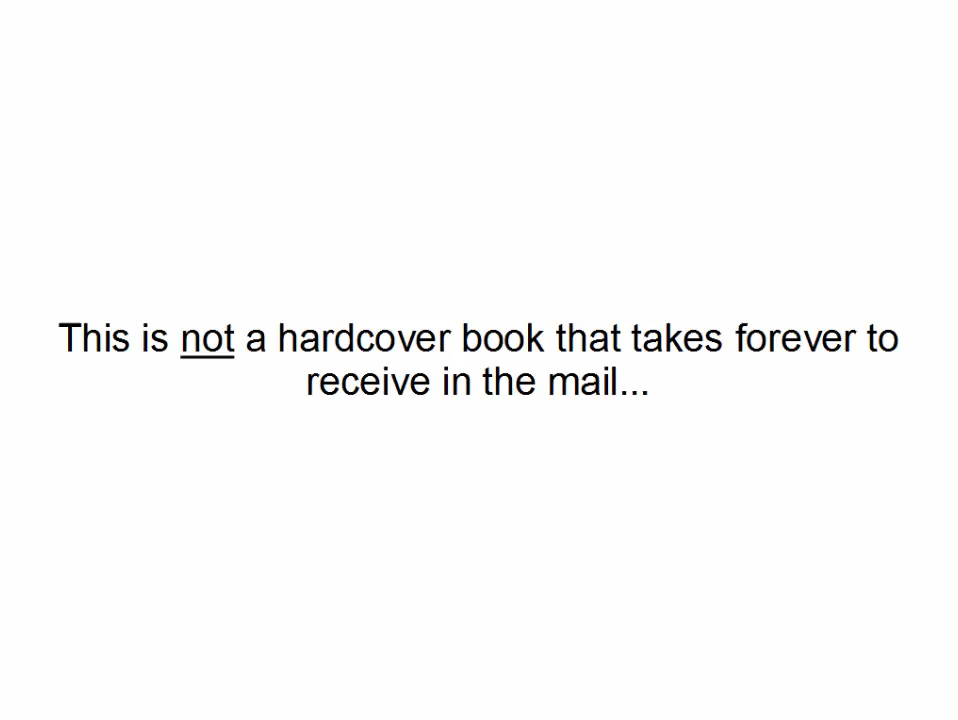 This is not a hardcover book that takes forever to
receive in the mail...